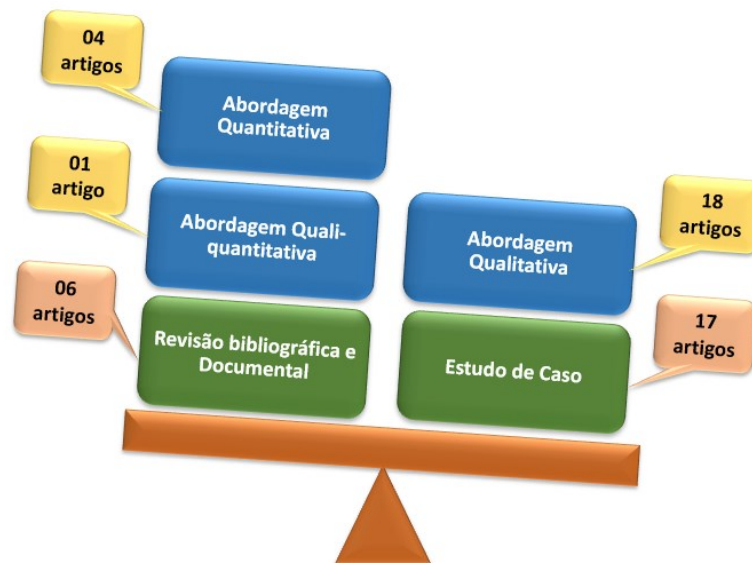 04
artigos
Abordagem
Quantitativa
01
artigo
Abordagem Quali-
quantitativa
Abordagem
Qualitativa
18
artigos
06
artigos
Revisão bibliográfica e
Documental
Estudo de Caso
17
artigos